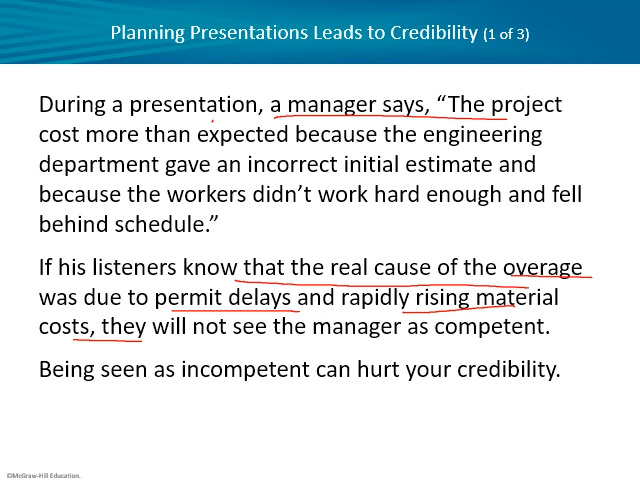 Planning Presentations Leads to Credibility (1 of 3)
During a presentation, a manager says, “The project
cost more than expected because the engineering
department gave an incorrect initial estimate and
because the workers didn’t work hard enough and fell
behind schedule.”
If his listeners know that the real cause of the overage
was due to permit delays and rapidly rising material
costs, they will not see the manager as competent.
Being seen as incompetent can hurt your credibility.
©McGraw-Hill Education.